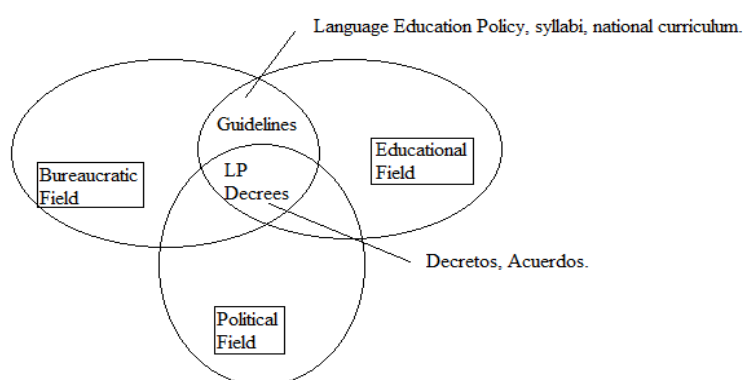 Language Education Policy, syllabi, national curriculum.
Guidelines
Educational
Field
Bureaucratic
Field
LP
Decrees
Decretos, Acuerdos.
Political
Field